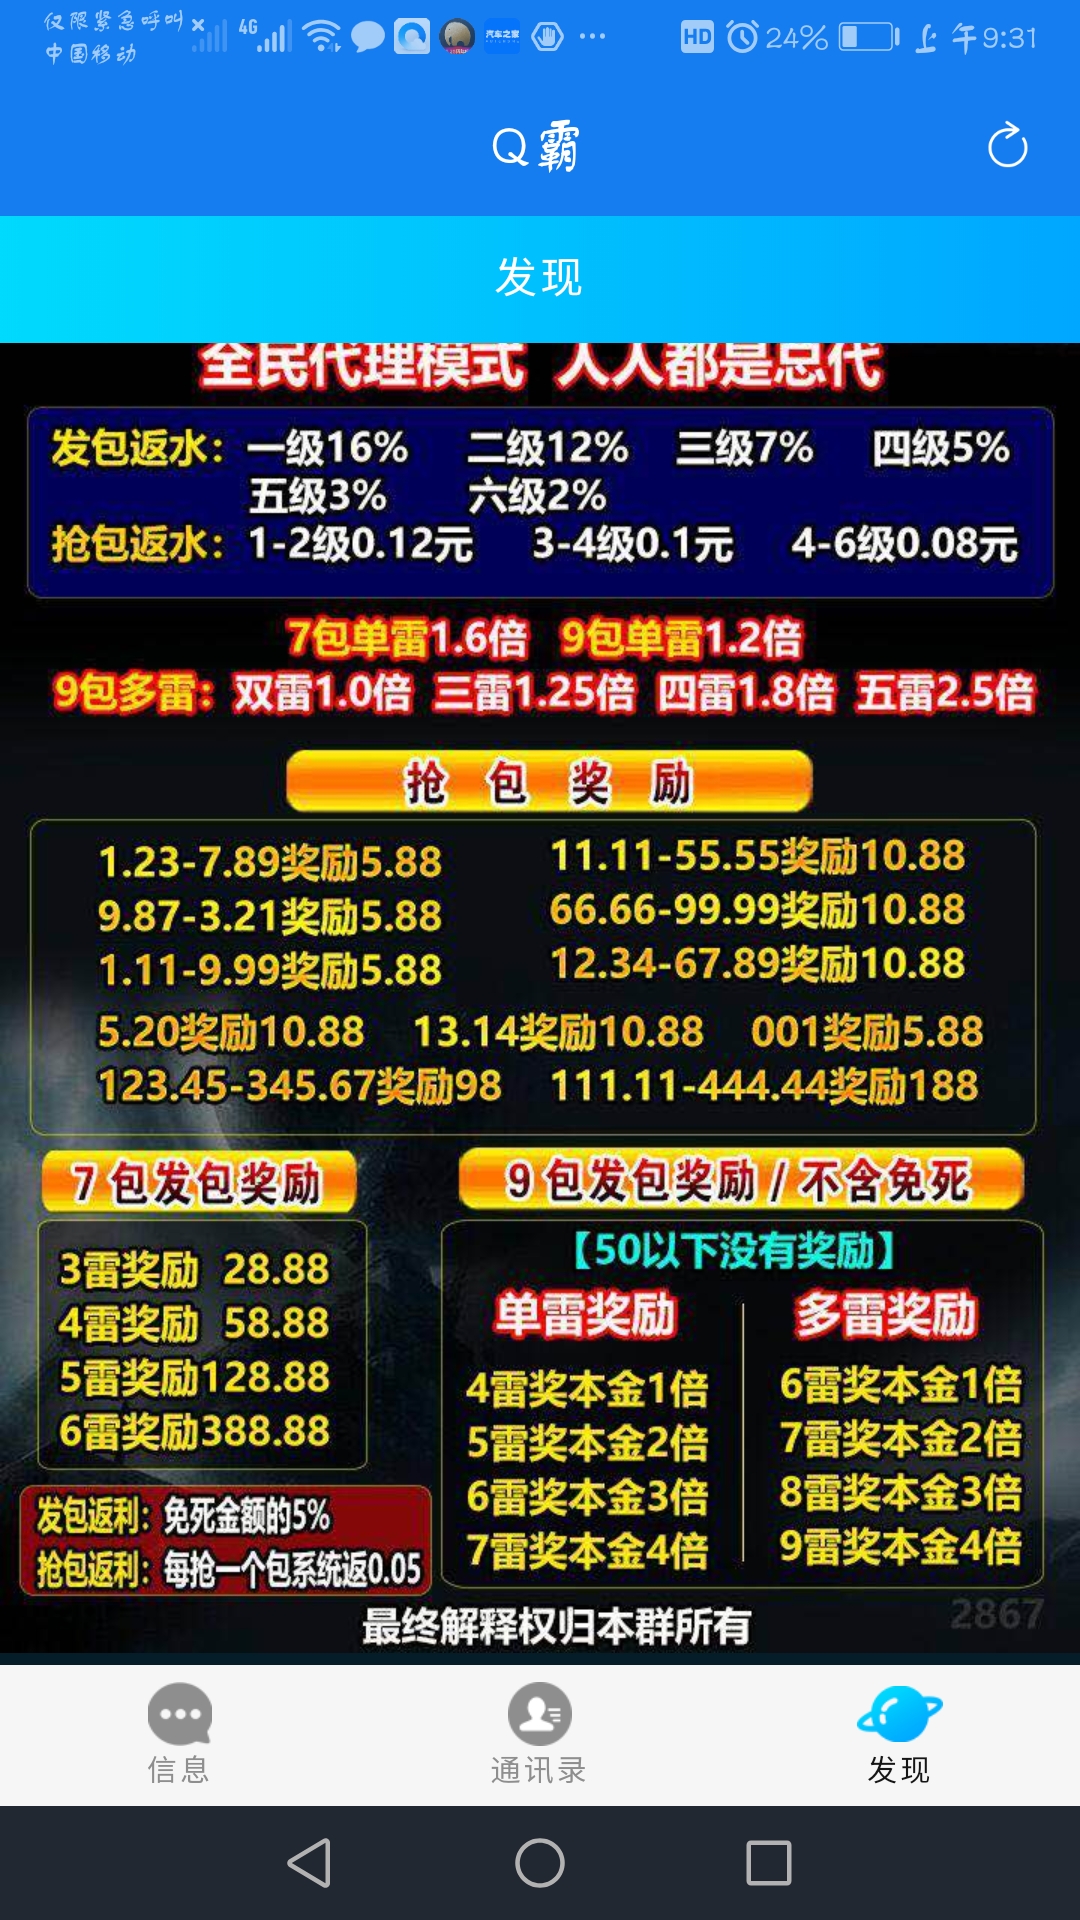 仅限紧急呼叫
4G
汽车之家
HD
24%
上午9:31
中国移动
Q霸
发现
全民代理模式 人人都是总代
发包返水：一级16% 二级12% 三级7% 四级5%
五级3% 六级2%
抢包返水：1-2级0.12元 3-4级0.1元 4-6级0.08元
7包单雷1.6倍 9包单雷1.2倍
9包多雷：双雷1.0倍 三雷1.25倍 四雷1.8倍 五雷2.5倍
抢包奖励
1.23-7.89奖励5.88 11.11-55.55奖励10.88
9.87-3.21奖励5.88 66.66-99.99奖励10.88
1.11-9.99奖励5.88 12.34-67.89奖励10.88
5.20奖励10.88 13.14奖励10.88 001奖励5.88
123.45-345.67奖励98 111.11-444.44奖励188
7包发包奖励
3雷奖励 28.88
4雷奖励 58.88
5雷奖励128.88
6雷奖励388.88
发包返利：免死金额的5%
抢包返利：每抢一个包系统返0.05
9包发包奖励/不含免死
【50以下没有奖励】
单雷奖励
4雷奖本金1倍
5雷奖本金2倍
6雷奖本金3倍
7雷奖本金4倍
多雷奖励
6雷奖本金1倍
7雷奖本金2倍
8雷奖本金3倍
9雷奖本金4倍
最终解释权归本群所有
2867
信息
通讯录
发现